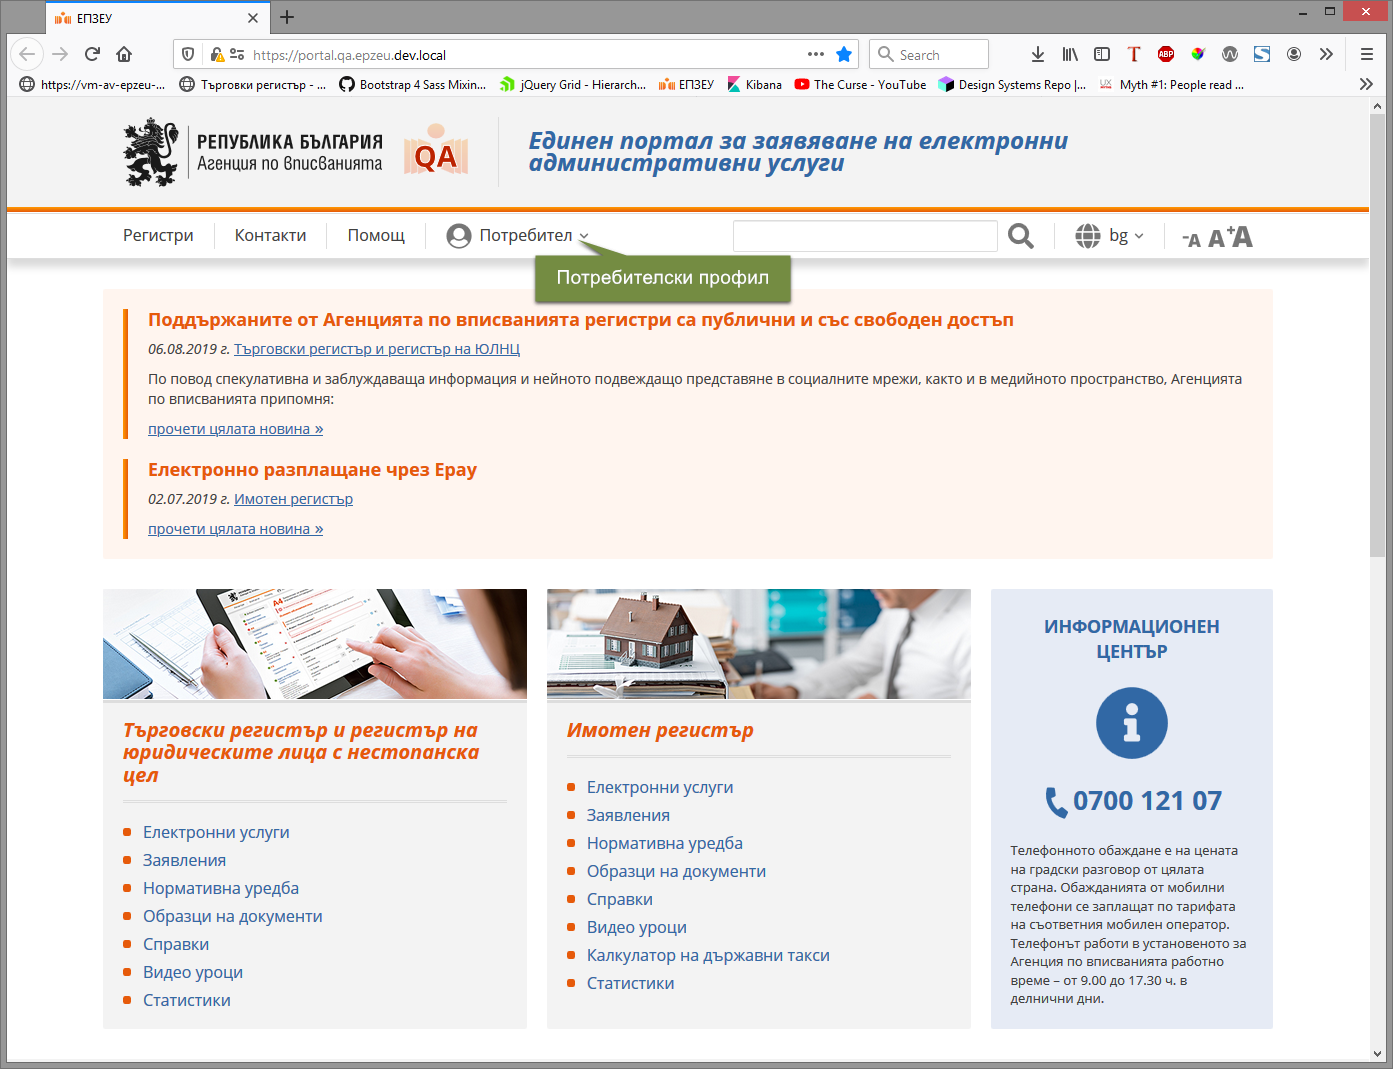 ЕПЗЕУ
https://portal.qa.epzeu.dev.local
Search
https://vm-av-epzeu-...
Търговски регистър - ...
Bootstrap 4 Sass Mixin...
jQuery Grid - Hierarch...
ЕПЗЕУ
Kibana
The Curse - YouTube
Design Systems Repo |...
Myth #1: People read ...
РЕПУБЛИКА БЪЛГАРИЯ
Агенция по вписванията
QA
Единен портал за заявяване на електронни
административни услуги
Регистри
Контакти
Помощ
Потребител
bg
-A A +A
Потребителски профил
Поддържаните от Агенцията по вписванията регистри са публични и със свободен достъп
06.08.2019 г. Търговски регистър и регистър на ЮЛНЦ
По повод спекулативна и заблуждаваща информация и нейното подвеждащо представяне в социалните мрежи, както и в медийното пространство, Агенцията
по вписванията припомня:
прочети цялата новина »
Електронно разплащане чрез Epay
02.07.2019 г. Имотен регистър
прочети цялата новина »
Търговски регистър и регистър на
юридическите лица с нестопанска
цел
Електронни услуги
Заявления
Нормативна уредба
Образци на документи
Справки
Видео уроци
Статистики
Имотен регистър
Електронни услуги
Заявления
Нормативна уредба
Образци на документи
Справки
Видео уроци
Калкулатор на държавни такси
Статистики
ИНФОРМАЦИОНЕН
ЦЕНТЪР
0700 121 07
Телефонното обаждане е на цената
на градски разговор от цялата
страна. Обажданията от мобилни
телефони се заплащат по тарифата
на съответния мобилен оператор.
Телефонът работи в установеното за
Агенция по вписванията работно
време – от 9.00 до 17.30 ч. в
делнични дни.